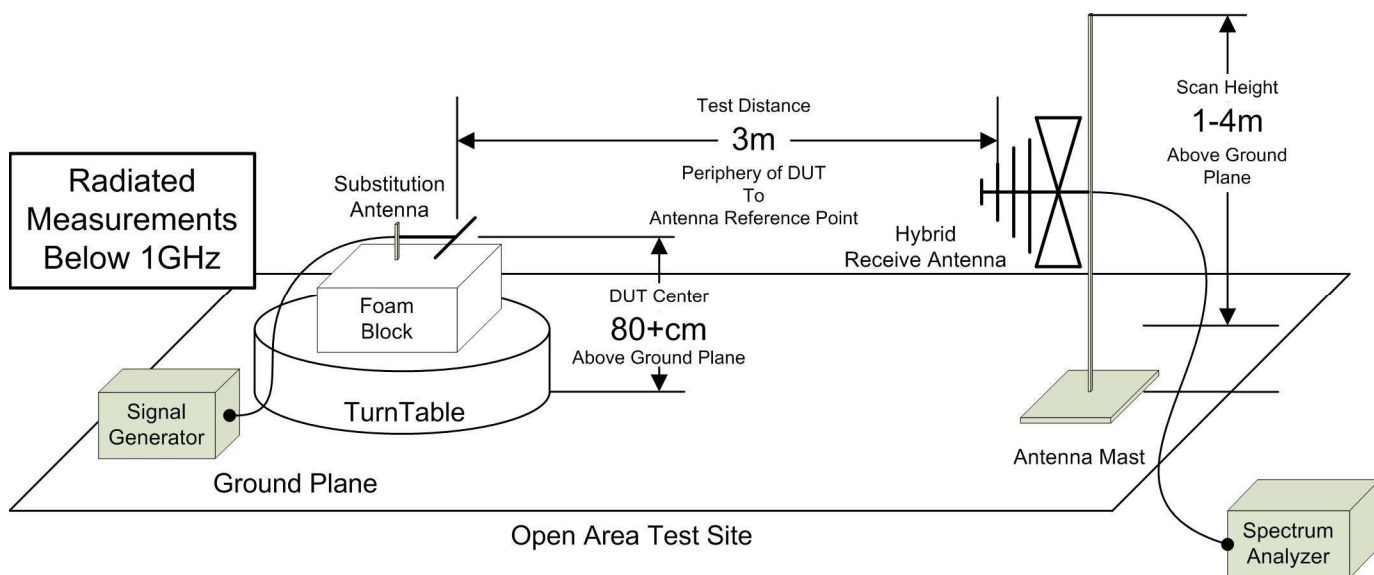 Radiated
Measurements
Below 1GHz
Substitution
Antenna
Test Distance
3m
Periphery of DUT
To
Antenna Reference Point
Scan Height
1-4m
Above Ground
Plane
Hybrid
Receive Antenna
Foam
Block
DUT Center
80+cm
Above Ground Plane
TurnTable
Signal
Generator
Ground Plane
Antenna Mast
Open Area Test Site
Spectrum
Analyzer